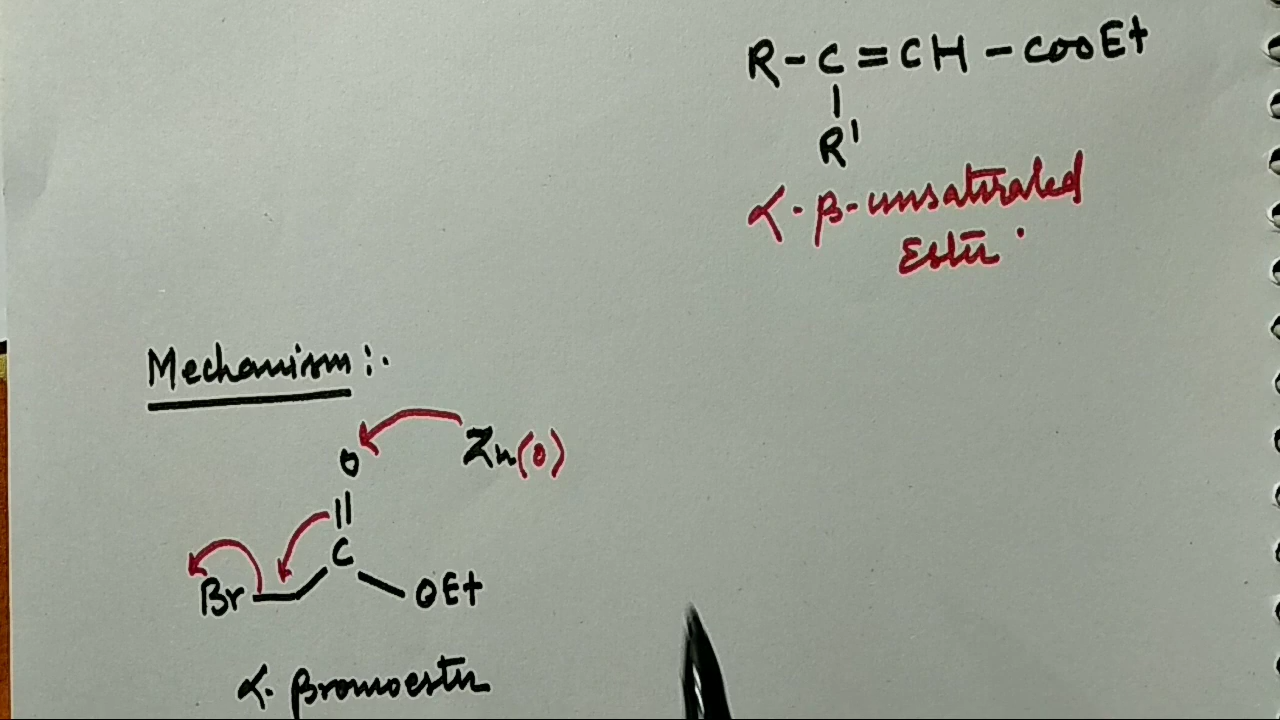 R-C=CH-COOEt
R'
α-β-unsaturated
Ester.
Mechanism:.
O
Zn(0)
C
Br
OEt
α-Bromoester